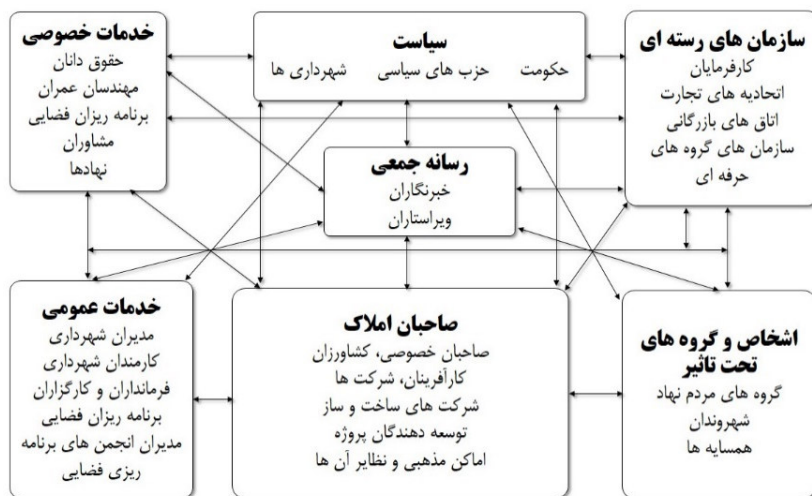 سازمان های رسته ای
کارفرمایان
اتحادیه های تجارت
اتاق های بازرگانی
سازمان های گروه های
حرفه ای
سیاست
حکومت حزب های سیاسی شهرداری ها
خدمات خصوصی
حقوق دانان
مهندسان عمران
برنامه ریزان فضایی
مشاوران
نهادها
رسانه جمعی
خبرنگاران
ویراستاران
اشخاص و گروه های
تحت تاثیر
گروه های مردم نهاد
شهروندان
همسایه ها
صاحبان املاک
صاحبان خصوصی، کشاورزان
کارآفرینان، شرکت ها
شرکت های ساخت و ساز
توسعه دهندگان پروژه
اماکن مذهبی و نظایر آن ها
خدمات عمومی
مدیران شهرداری
کارمندان شهرداری
فرمانداران و کارگزاران
برنامه ریزان فضایی
مدیران انجمن های برنامه
ریزی فضایی